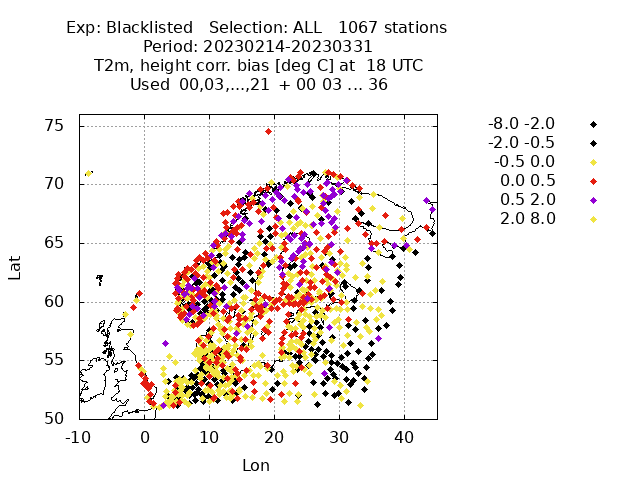 Exp: Blacklisted   Selection: ALL   1067 stations
Period: 20230214-20230331
T2m, height corr. bias [deg C] at  18 UTC
Used  00,03,...,21  + 00 03 ... 36
-8.0 -2.0
-2.0 -0.5
-0.5 0.0
0.0 0.5
0.5 2.0
2.0 8.0
75
70
65
60
55
50
Lat
-10 0 10 20 30 40
Lon